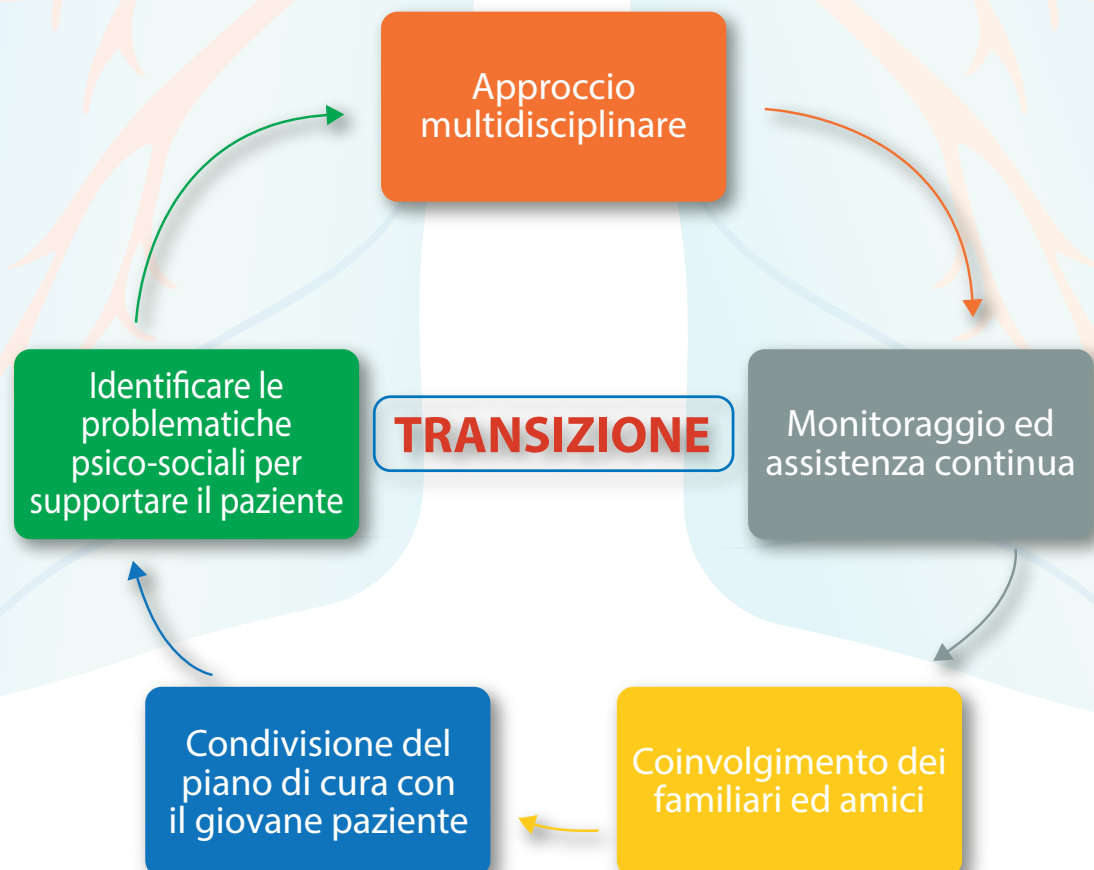 Approccio
multidisciplinare
Identificare le
problematiche
psico-sociali per
supportare il paziente
TRANSIZIONE
Monitoraggio ed
assistenza continua
Condivisione del
piano di cura con
il giovane paziente
Coinvolgimento dei
familiari ed amici